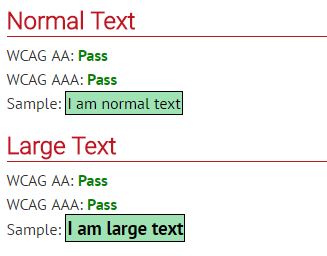 Normal Text
WCAG AA: Pass
WCAG AAA: Pass
Sample: I am normal text
Large Text
WCAG AA: Pass
WCAG AAA: Pass
Sample: I am large text